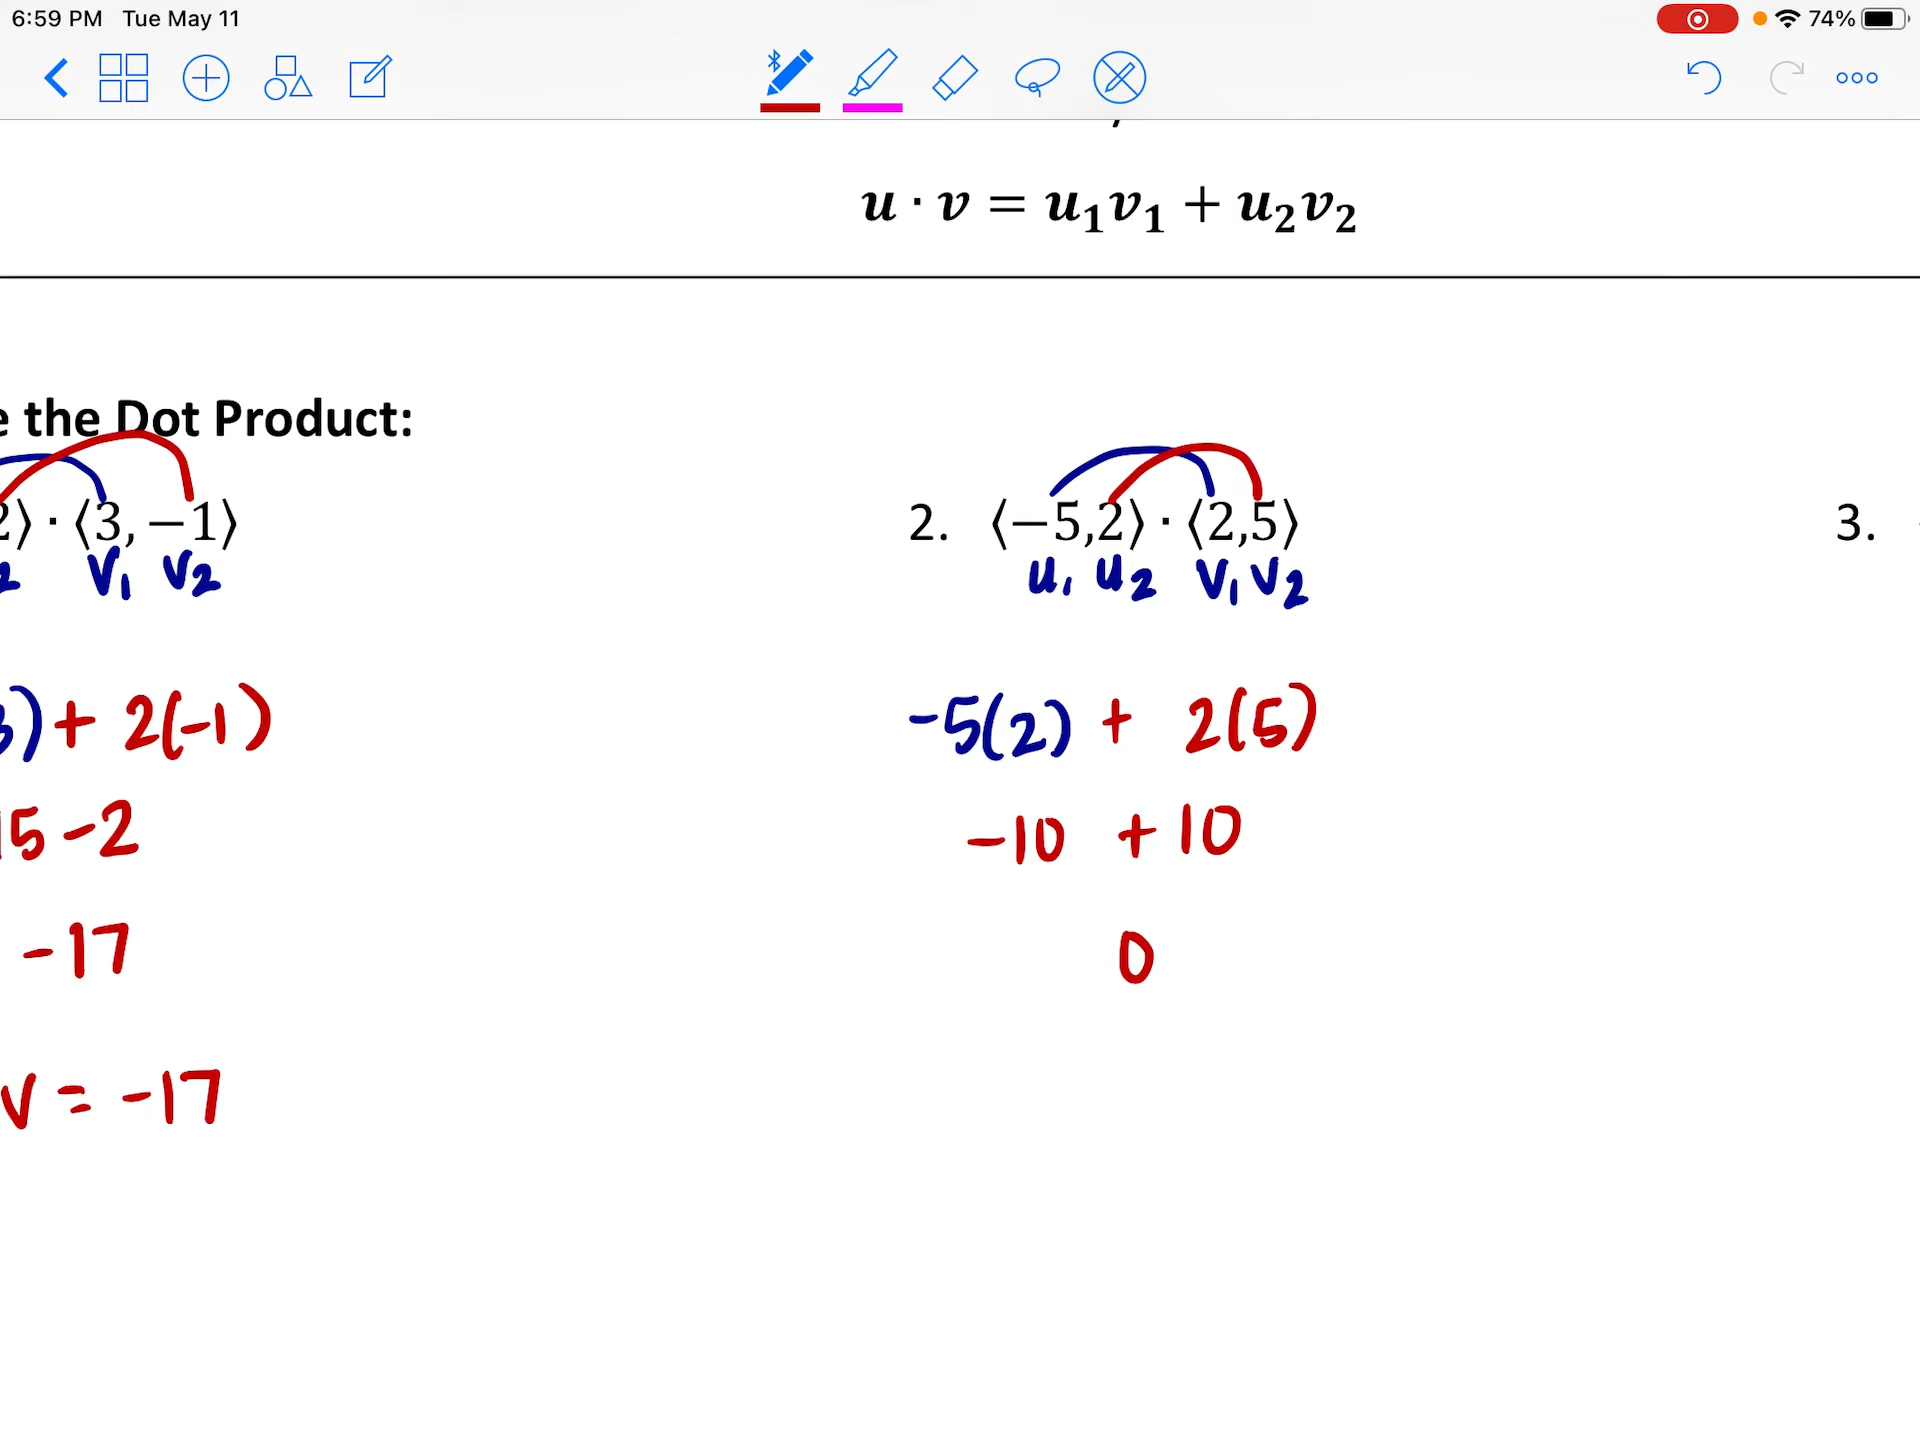 6:59 PM Tue May 11
74%
u · v = u₁v₁ + u₂v₂
e the Dot Product:
2⟩ · ⟨3, −1⟩
2 v₁ v₂
3) + 2(-1)
15 - 2
-17
v = -17
2. ⟨−5,2⟩ · ⟨2,5⟩
u₁ u₂ v₁ v₂
-5(2) + 2(5)
-10 + 10
0
3.